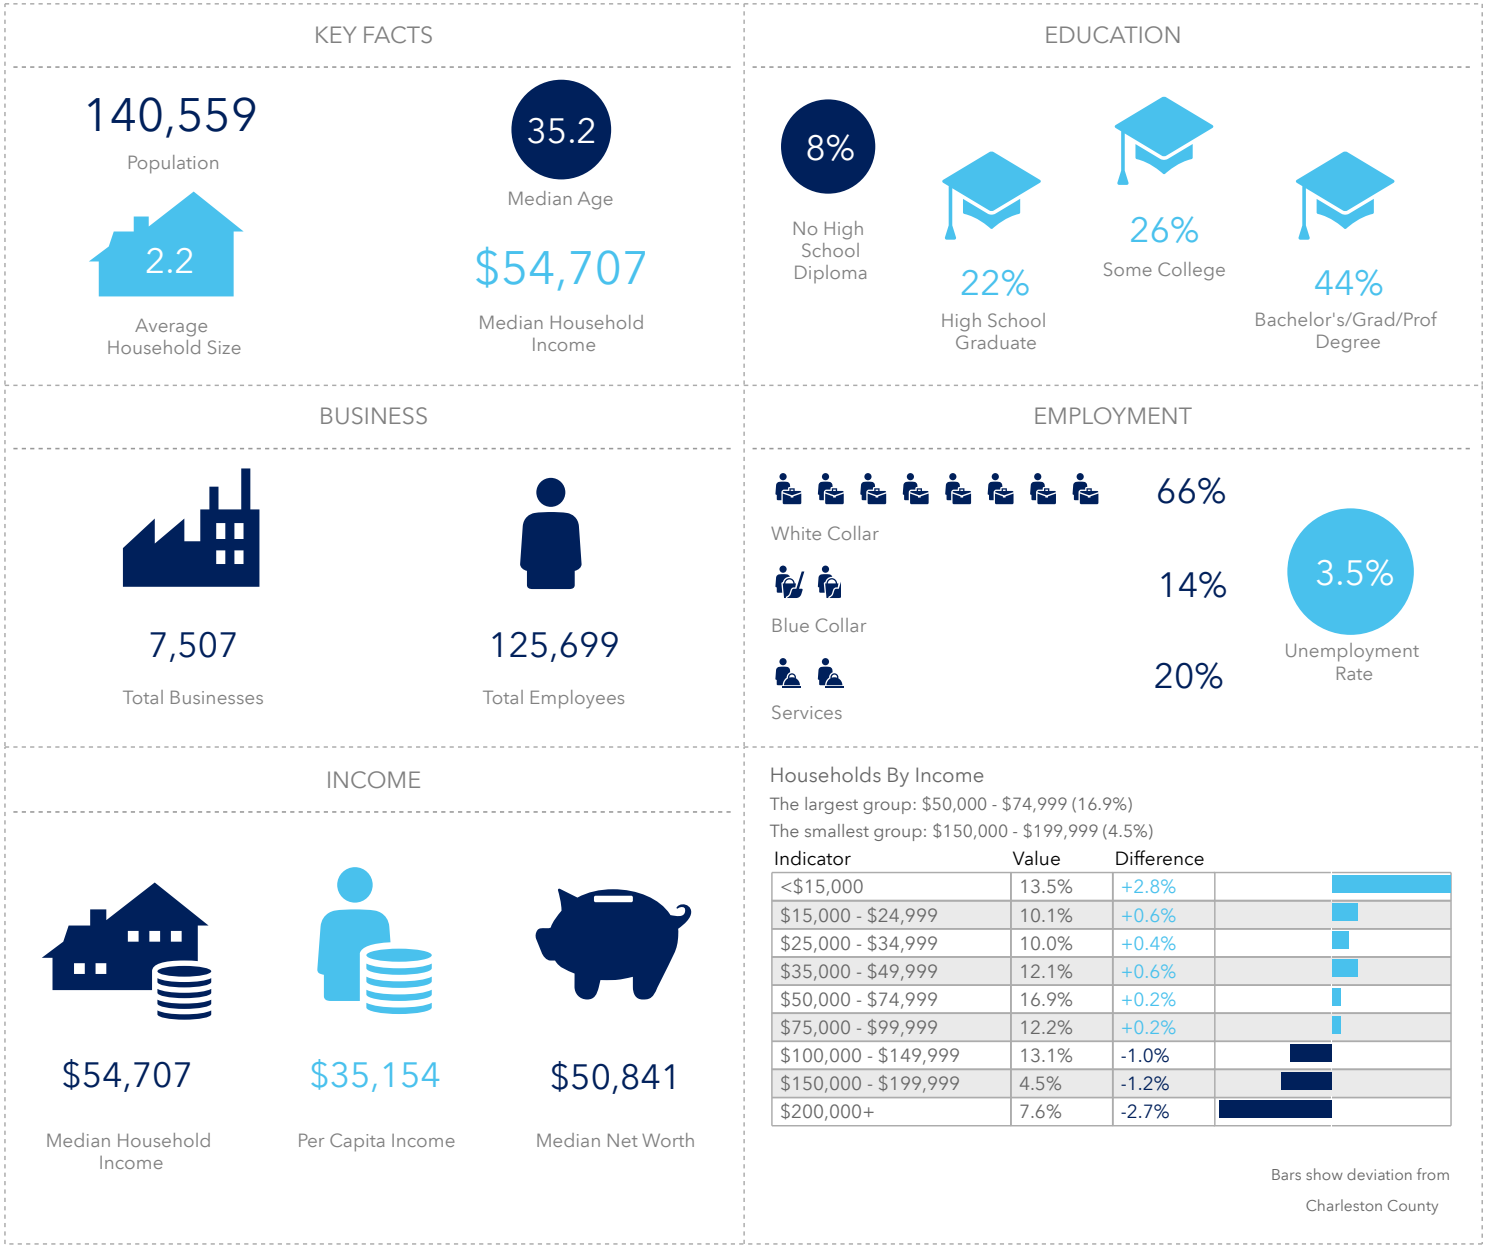 KEY FACTS
140,559
Population
35.2
Median Age
2.2
Average
Household Size
$54,707
Median Household
Income
EDUCATION
8%
No High
School
Diploma
22%
High School
Graduate
26%
Some College
44%
Bachelor's/Grad/Prof
Degree
BUSINESS
7,507
Total Businesses
125,699
Total Employees
EMPLOYMENT
66%
White Collar
14%
Blue Collar
20%
Services
3.5%
Unemployment
Rate
INCOME
$54,707
Median Household
Income
$35,154
Per Capita Income
$50,841
Median Net Worth
Households By Income
The largest group: $50,000 - $74,999 (16.9%)
The smallest group: $150,000 - $199,999 (4.5%)
Indicator Value Difference
<$15,000 13.5% +2.8%
$15,000 - $24,999 10.1% +0.6%
$25,000 - $34,999 10.0% +0.4%
$35,000 - $49,999 12.1% +0.6%
$50,000 - $74,999 16.9% +0.2%
$75,000 - $99,999 12.2% +0.2%
$100,000 - $149,999 13.1% -1.0%
$150,000 - $199,999 4.5% -1.2%
$200,000+ 7.6% -2.7%
Bars show deviation from
Charleston County